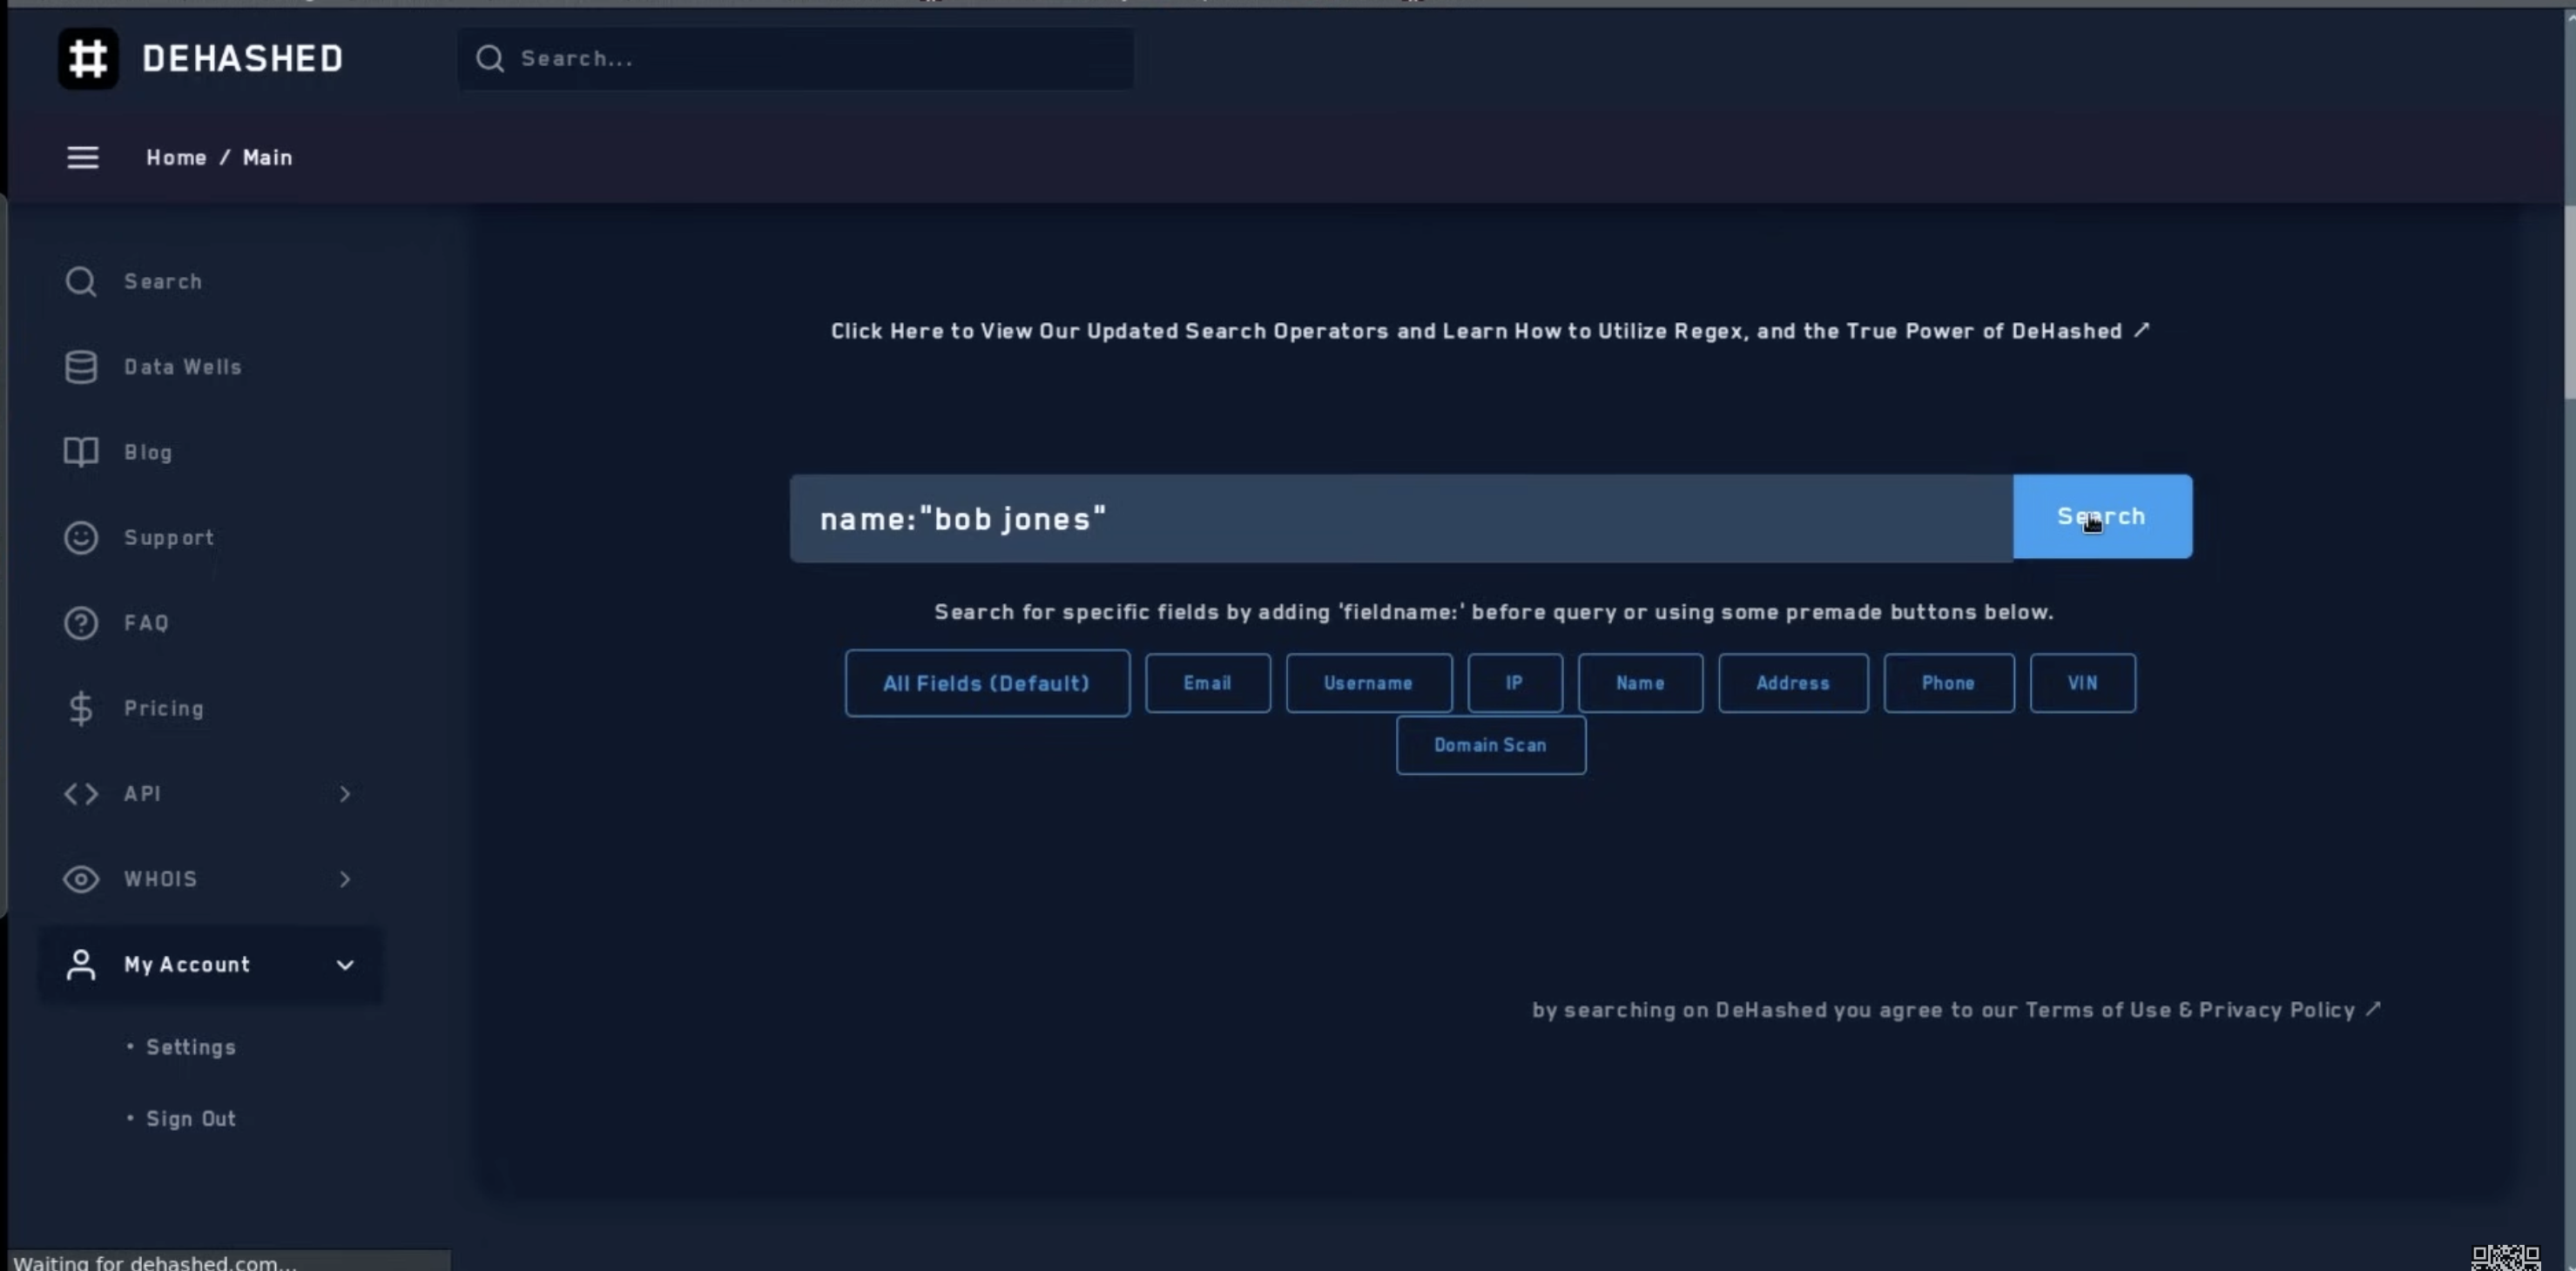 DEHASHED
Search...
Home / Main
Search
Data Wells
Blog
Support
FAQ
Pricing
API
WHOIS
My Account
• Settings
• Sign Out
Click Here to View Our Updated Search Operators and Learn How to Utilize Regex, and the True Power of DeHashed ↗
name:"bob jones"
Search
Search for specific fields by adding 'fieldname:' before query or using some premade buttons below.
All Fields (Default) Email Username IP Name Address Phone VIN
Domain Scan
by searching on DeHashed you agree to our Terms of Use & Privacy Policy ↗
Waiting for dehashed.com...